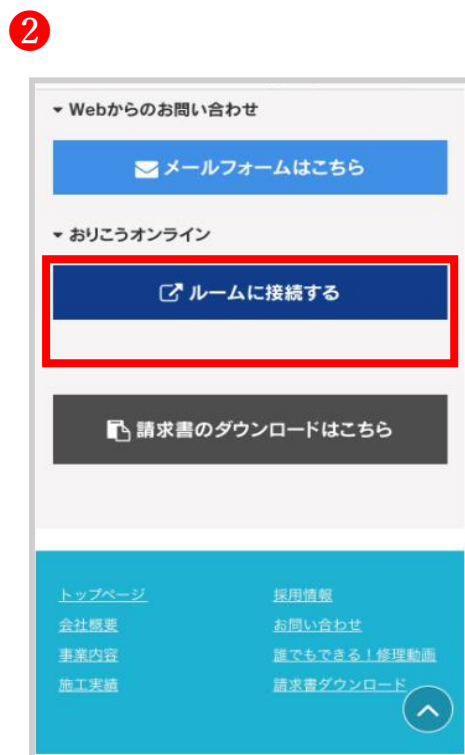 2
Webからのお問い合わせ
メールフォームはこちら
おりこうオンライン
ルームに接続する
請求書のダウンロードはこちら
トップページ
採用情報
会社概要
お問い合わせ
事業内容
誰でもできる！修理動画
施工実績
請求書ダウンロード